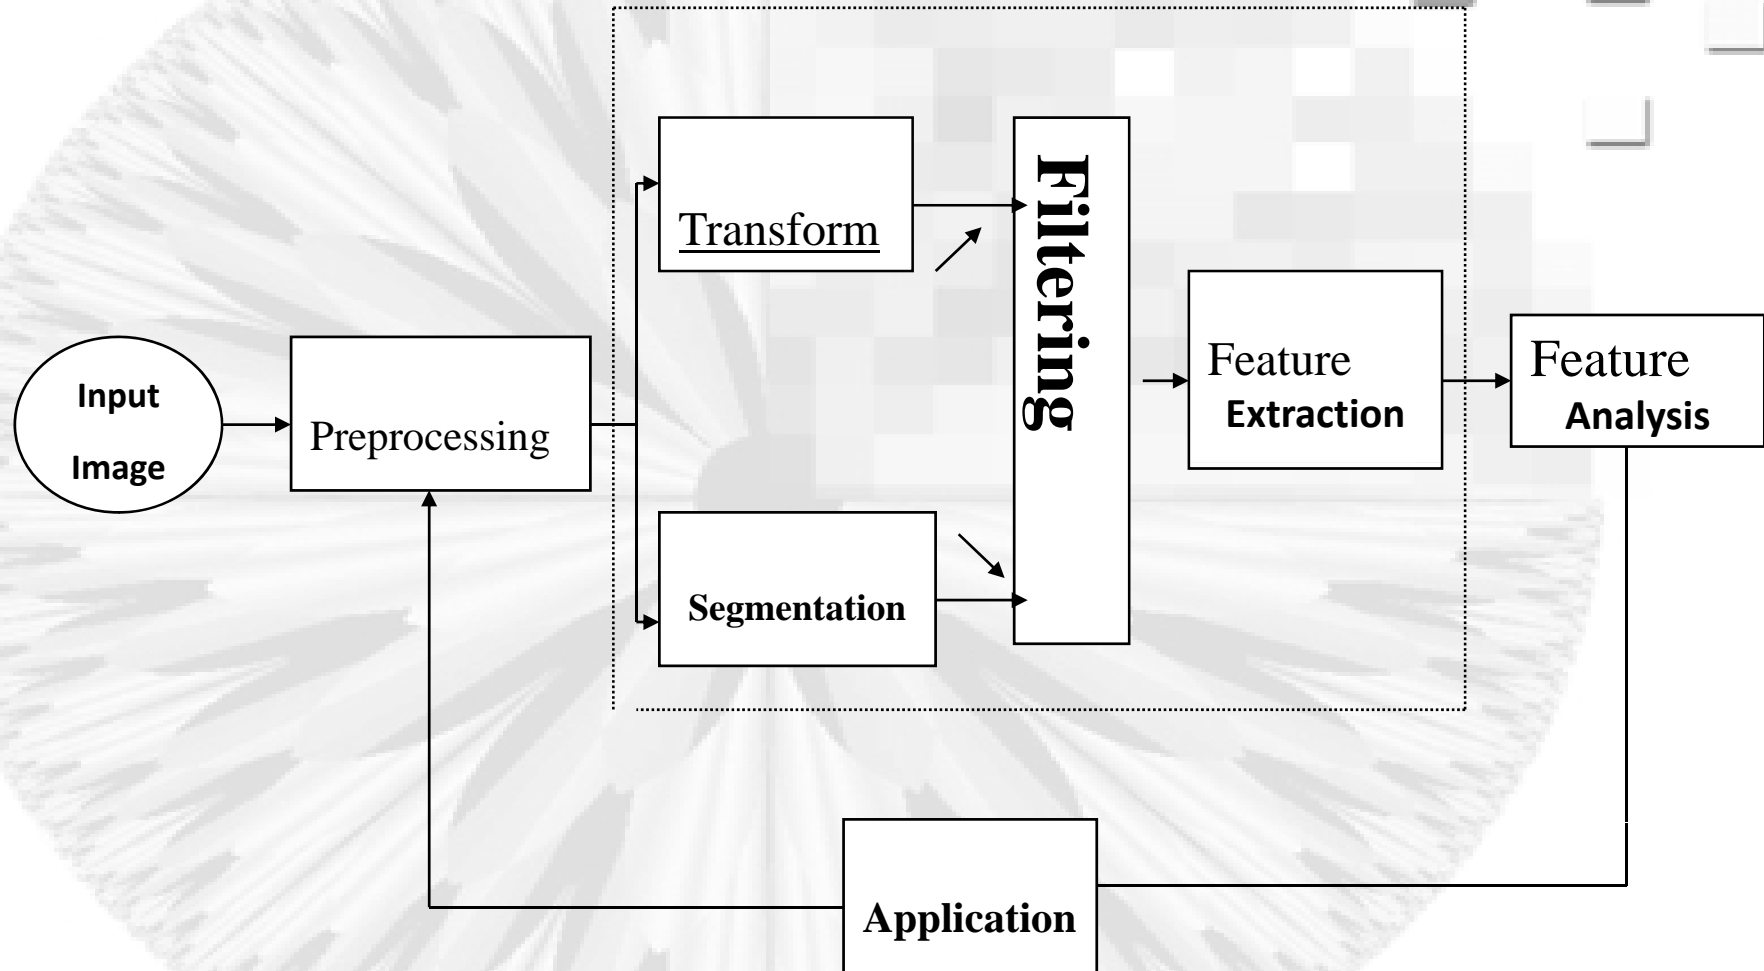 Input
Image
Preprocessing
Transform
Segmentation
Filtering
Feature
Extraction
Feature
Analysis
Application